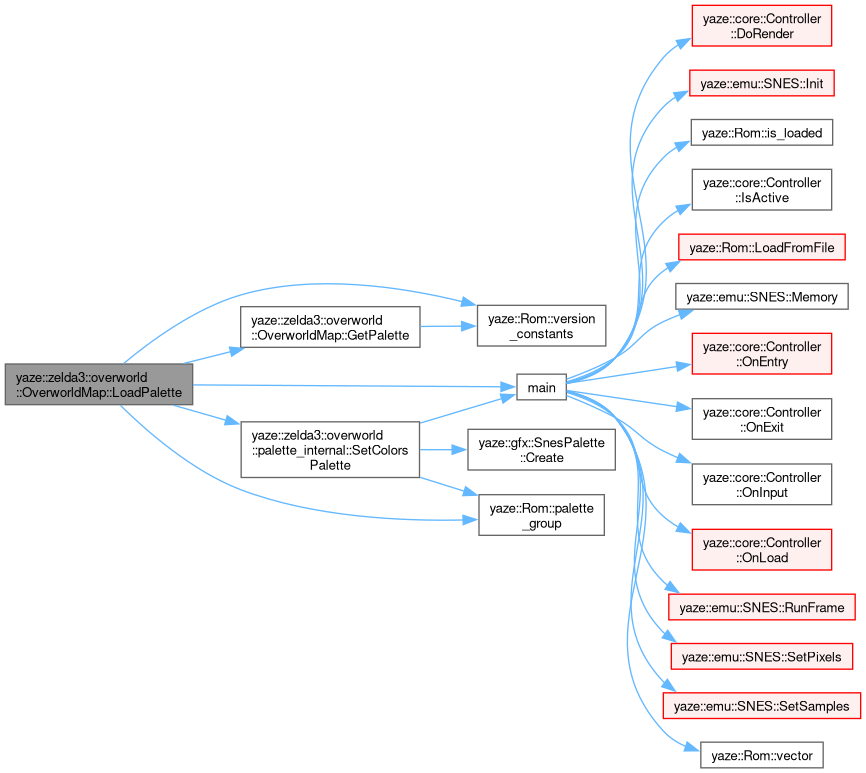 yaze::zelda3::overworld
::OverworldMap::LoadPalette
yaze::zelda3::overworld
::OverworldMap::GetPalette
yaze::zelda3::overworld
::palette_internal::SetColors
Palette
yaze::Rom::version
_constants
main
yaze::gfx::SnesPalette
::Create
yaze::Rom::palette
_group
yaze::core::Controller
::DoRender
yaze::emu::SNES::Init
yaze::Rom::is_loaded
yaze::core::Controller
::IsActive
yaze::Rom::LoadFromFile
yaze::emu::SNES::Memory
yaze::core::Controller
::OnEntry
yaze::core::Controller
::OnExit
yaze::core::Controller
::OnInput
yaze::core::Controller
::OnLoad
yaze::emu::SNES::RunFrame
yaze::emu::SNES::SetPixels
yaze::emu::SNES::SetSamples
yaze::Rom::vector